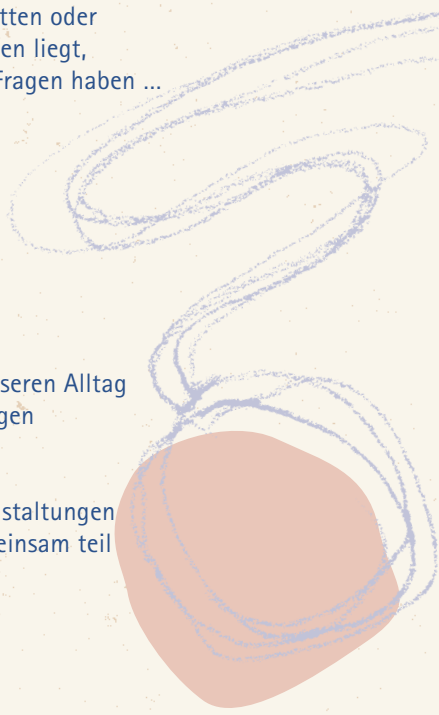 tten oder
en liegt,
Fragen haben ...
seren Alltag
gen
staltungen
einsam teil